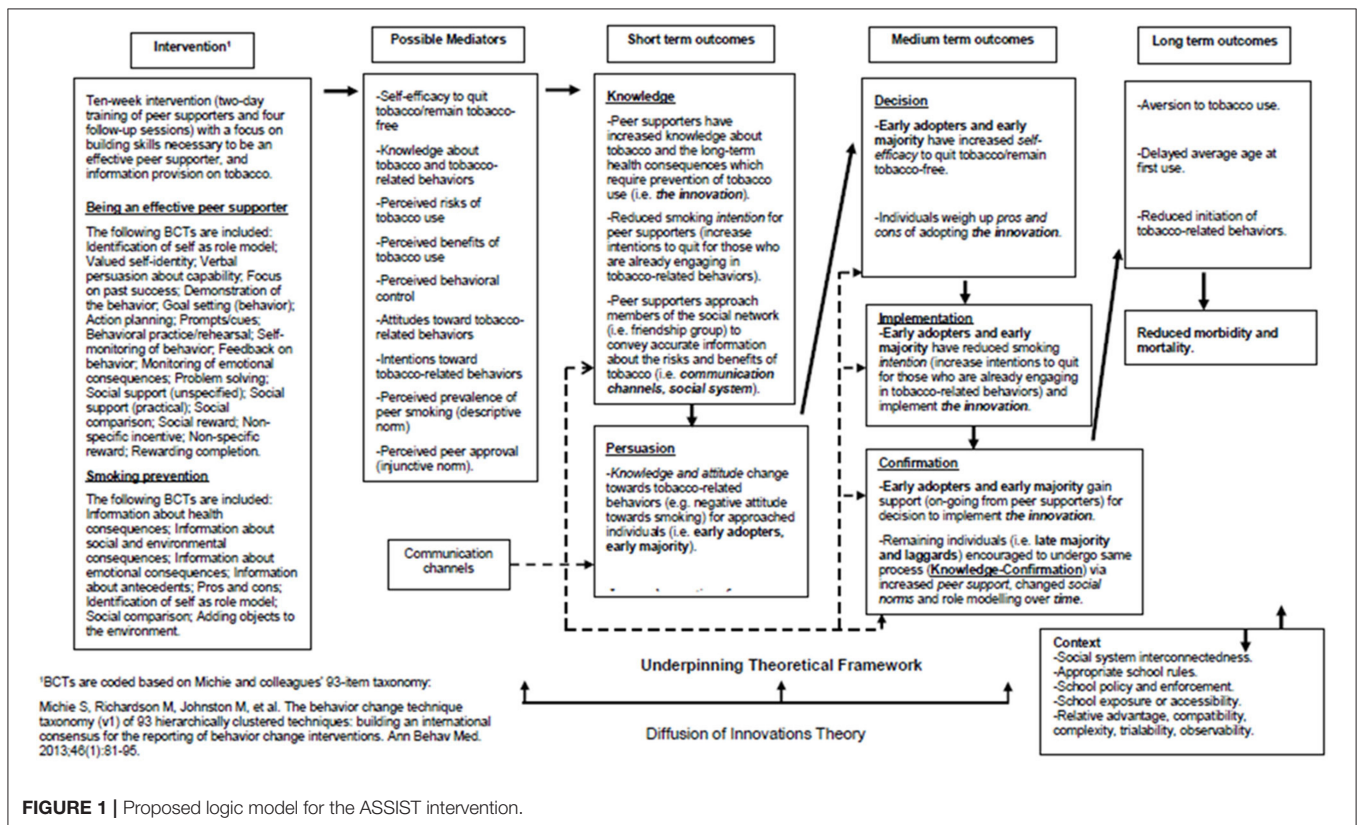 Intervention¹
Ten-week intervention (two-day
training of peer supporters and four
follow-up sessions) with a focus on
building skills necessary to be an
effective peer supporter, and
information provision on tobacco.
Being an effective peer supporter
The following BCTs are included:
Identification of self as role model;
Valued self-identity; Verbal
persuasion about capability; Focus
on past success; Demonstration of
the behavior; Goal setting (behavior);
Action planning; Prompts/cues;
Behavioral practice/rehearsal; Self-
monitoring of behavior; Feedback on
behavior; Monitoring of emotional
consequences; Problem solving;
Social support (unspecified); Social
support (practical); Social
comparison; Social reward; Non-
specific incentive; Non-specific
reward; Rewarding completion.
Smoking prevention
The following BCTs are included:
Information about health
consequences; Information about
social and environmental
consequences; Information about
emotional consequences; Information
about antecedents; Pros and cons;
Identification of self as role model;
Social comparison; Adding objects to
the environment.
Possible Mediators
-Self-efficacy to quit
tobacco/remain tobacco-
free
-Knowledge about
tobacco and tobacco-
related behaviors
-Perceived risks of
tobacco use
-Perceived benefits of
tobacco use
-Perceived behavioral
control
-Attitudes toward tobacco-
related behaviors
-Intentions toward
tobacco-related behaviors
-Perceived prevalence of
peer smoking (descriptive
norm)
-Perceived peer approval
(injunctive norm).
Communication
channels
Short term outcomes
Knowledge
-Peer supporters have
increased knowledge about
tobacco and the long-term
health consequences which
require prevention of tobacco
use (i.e. the innovation).
-Reduced smoking intention for
peer supporters (increase
intentions to quit for those who
are already engaging in
tobacco-related behaviors).
-Peer supporters approach
members of the social network
(i.e. friendship group) to
convey accurate information
about the risks and benefits of
tobacco (i.e. communication
channels, social system).
Persuasion
-Knowledge and attitude change
towards tobacco-related
behaviors (e.g. negative attitude
towards smoking) for approached
individuals (i.e. early adopters,
early majority).
Medium term outcomes
Decision
-Early adopters and early
majority have increased self-
efficacy to quit tobacco/remain
tobacco-free.
-Individuals weigh up pros and
cons of adopting the innovation.
Implementation
-Early adopters and early
majority have reduced smoking
intention (increase intentions to quit
for those who are already engaging
in tobacco-related behaviors) and
implement the innovation.
Confirmation
-Early adopters and early majority gain
support (on-going from peer supporters) for
decision to implement the innovation.
-Remaining individuals (i.e. late majority
and laggards) encouraged to undergo same
process (Knowledge-Confirmation) via
increased peer support, changed social
norms and role modelling over time.
Long term outcomes
-Aversion to tobacco use.
-Delayed average age at
first use.
-Reduced initiation of
tobacco-related behaviors.
Reduced morbidity and
mortality.
Context
-Social system interconnectedness.
-Appropriate school rules.
-School policy and enforcement.
-School exposure or accessibility.
-Relative advantage, compatibility,
complexity, trialability, observability.
Underpinning Theoretical Framework
Diffusion of Innovations Theory
¹BCTs are coded based on Michie and colleagues' 93-item taxonomy:
Michie S, Richardson M, Johnston M, et al. The behavior change technique
taxonomy (v1) of 93 hierarchically clustered techniques: building an international
consensus for the reporting of behavior change interventions. Ann Behav Med.
2013;46(1):81-95.
FIGURE 1 | Proposed logic model for the ASSIST intervention.